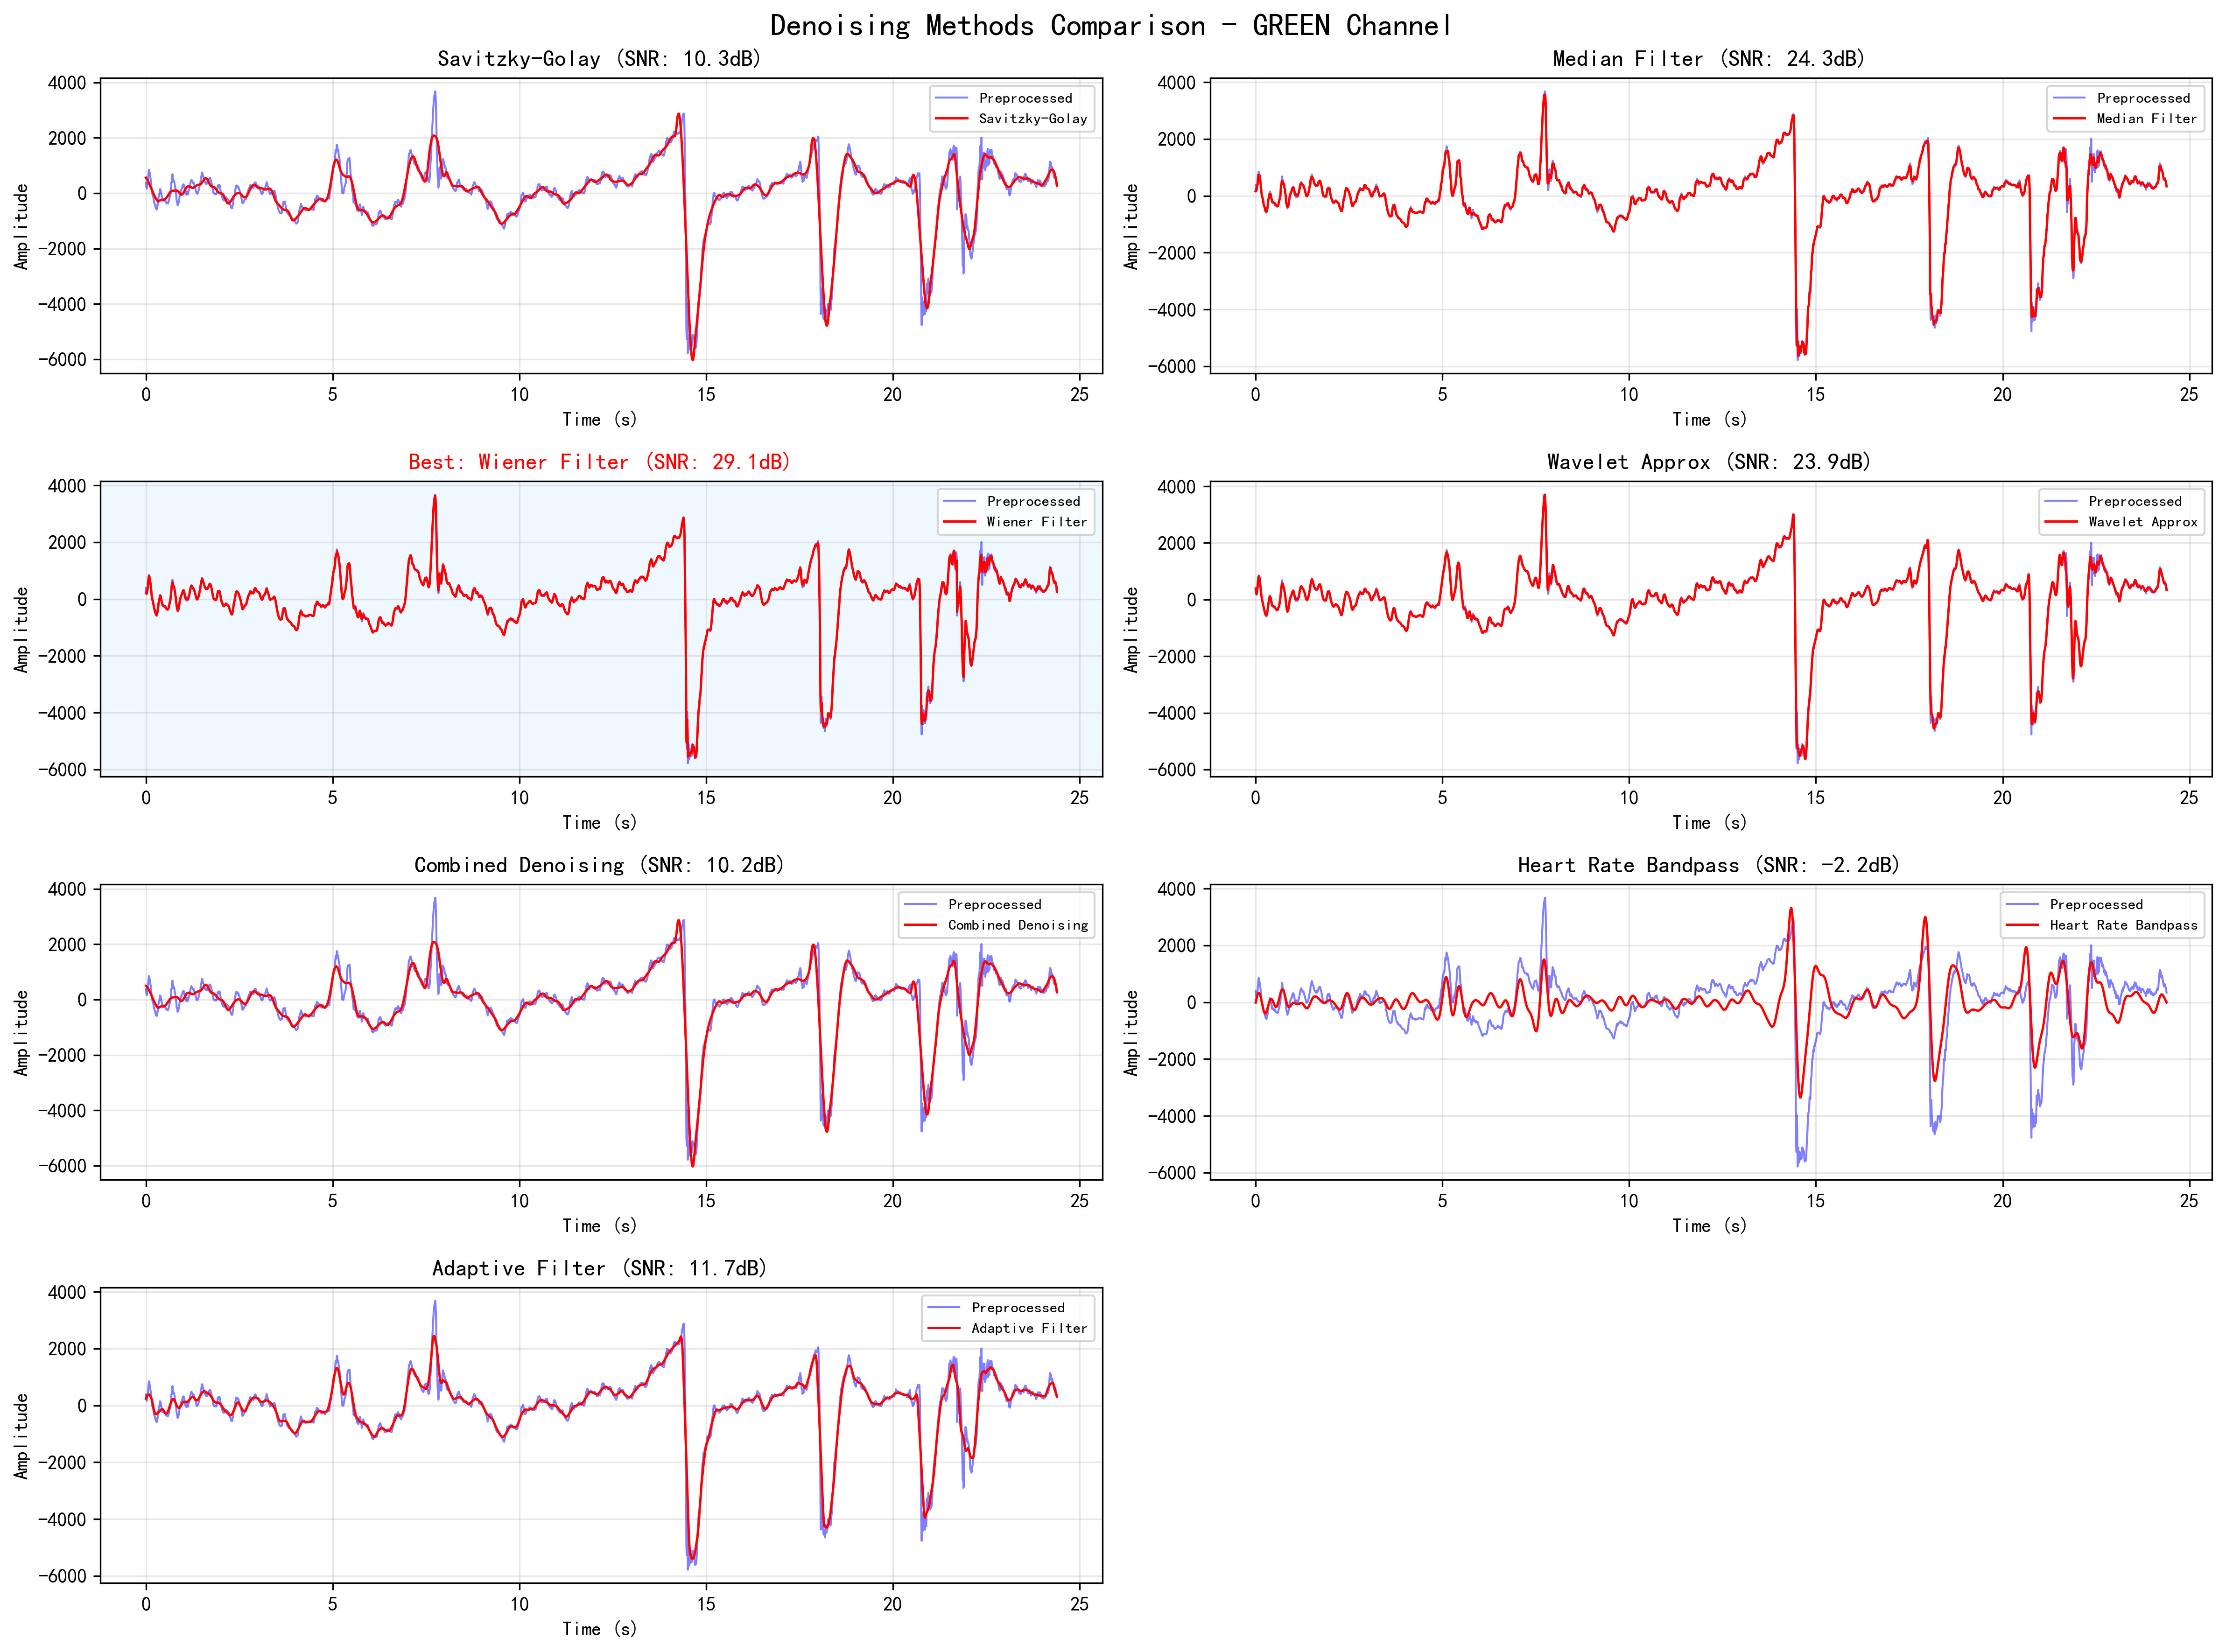 Denoising Methods Comparison - GREEN Channel
Savitzky-Golay (SNR: 10.3dB)
4000
2000
0
-2000
-4000
-6000
Amplitude
0 5 10 15 20 25
Time (s)
Preprocessed
Savitzky-Golay
Median Filter (SNR: 24.3dB)
4000
2000
0
-2000
-4000
-6000
Amplitude
0 5 10 15 20 25
Time (s)
Preprocessed
Median Filter
Best: Wiener Filter (SNR: 29.1dB)
4000
2000
0
-2000
-4000
-6000
Amplitude
0 5 10 15 20 25
Time (s)
Preprocessed
Wiener Filter
Wavelet Approx (SNR: 23.9dB)
4000
2000
0
-2000
-4000
-6000
Amplitude
0 5 10 15 20 25
Time (s)
Preprocessed
Wavelet Approx
Combined Denoising (SNR: 10.2dB)
4000
2000
0
-2000
-4000
-6000
Amplitude
0 5 10 15 20 25
Time (s)
Preprocessed
Combined Denoising
Heart Rate Bandpass (SNR: -2.2dB)
4000
2000
0
-2000
-4000
-6000
Amplitude
0 5 10 15 20 25
Time (s)
Preprocessed
Heart Rate Bandpass
Adaptive Filter (SNR: 11.7dB)
4000
2000
0
-2000
-4000
-6000
Amplitude
0 5 10 15 20 25
Time (s)
Preprocessed
Adaptive Filter